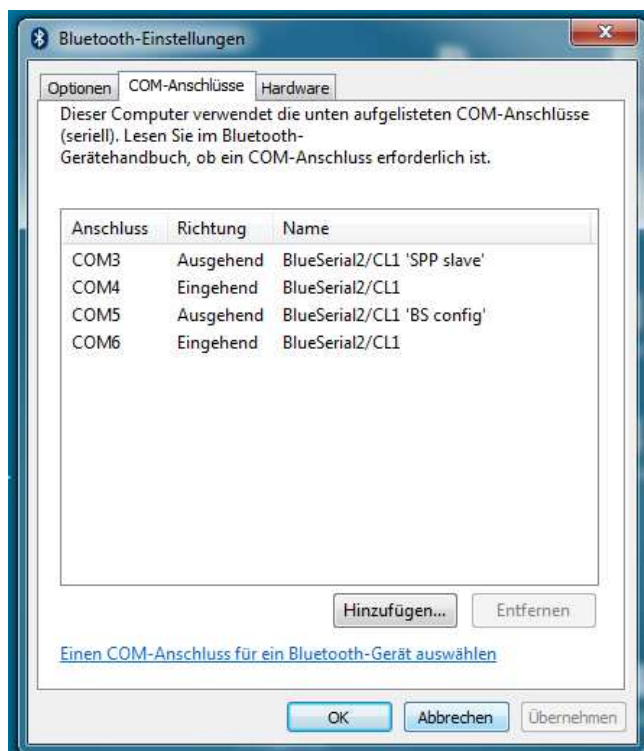 Bluetooth-Einstellungen
Optionen COM-Anschlüsse Hardware
Dieser Computer verwendet die unten aufgelisteten COM-Anschlüsse
(seriell). Lesen Sie im Bluetooth-
Gerätehandbuch, ob ein COM-Anschluss erforderlich ist.
Anschluss Richtung Name
COM3 Ausgehend BlueSerial2/CL1 'SPP slave'
COM4 Eingehend BlueSerial2/CL1
COM5 Ausgehend BlueSerial2/CL1 'BS config'
COM6 Eingehend BlueSerial2/CL1
Hinzufügen... Entfernen
Einen COM-Anschluss für ein Bluetooth-Gerät auswählen
OK Abbrechen Übernehmen